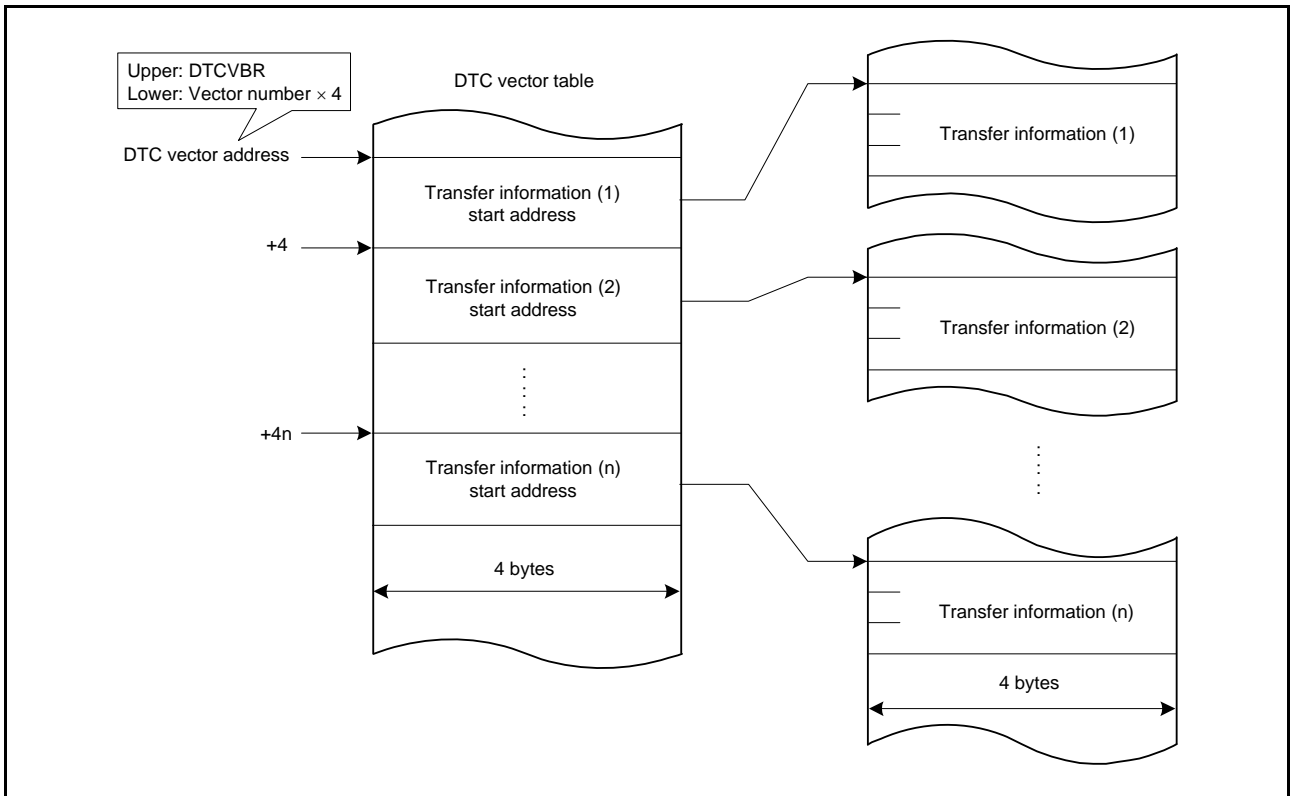 Upper: DTCVBR
Lower: Vector number × 4
DTC vector table
DTC vector address
Transfer information (1)
start address
+4
Transfer information (2)
start address
+4n
Transfer information (n)
start address
4 bytes
Transfer information (1)
Transfer information (2)
Transfer information (n)
4 bytes